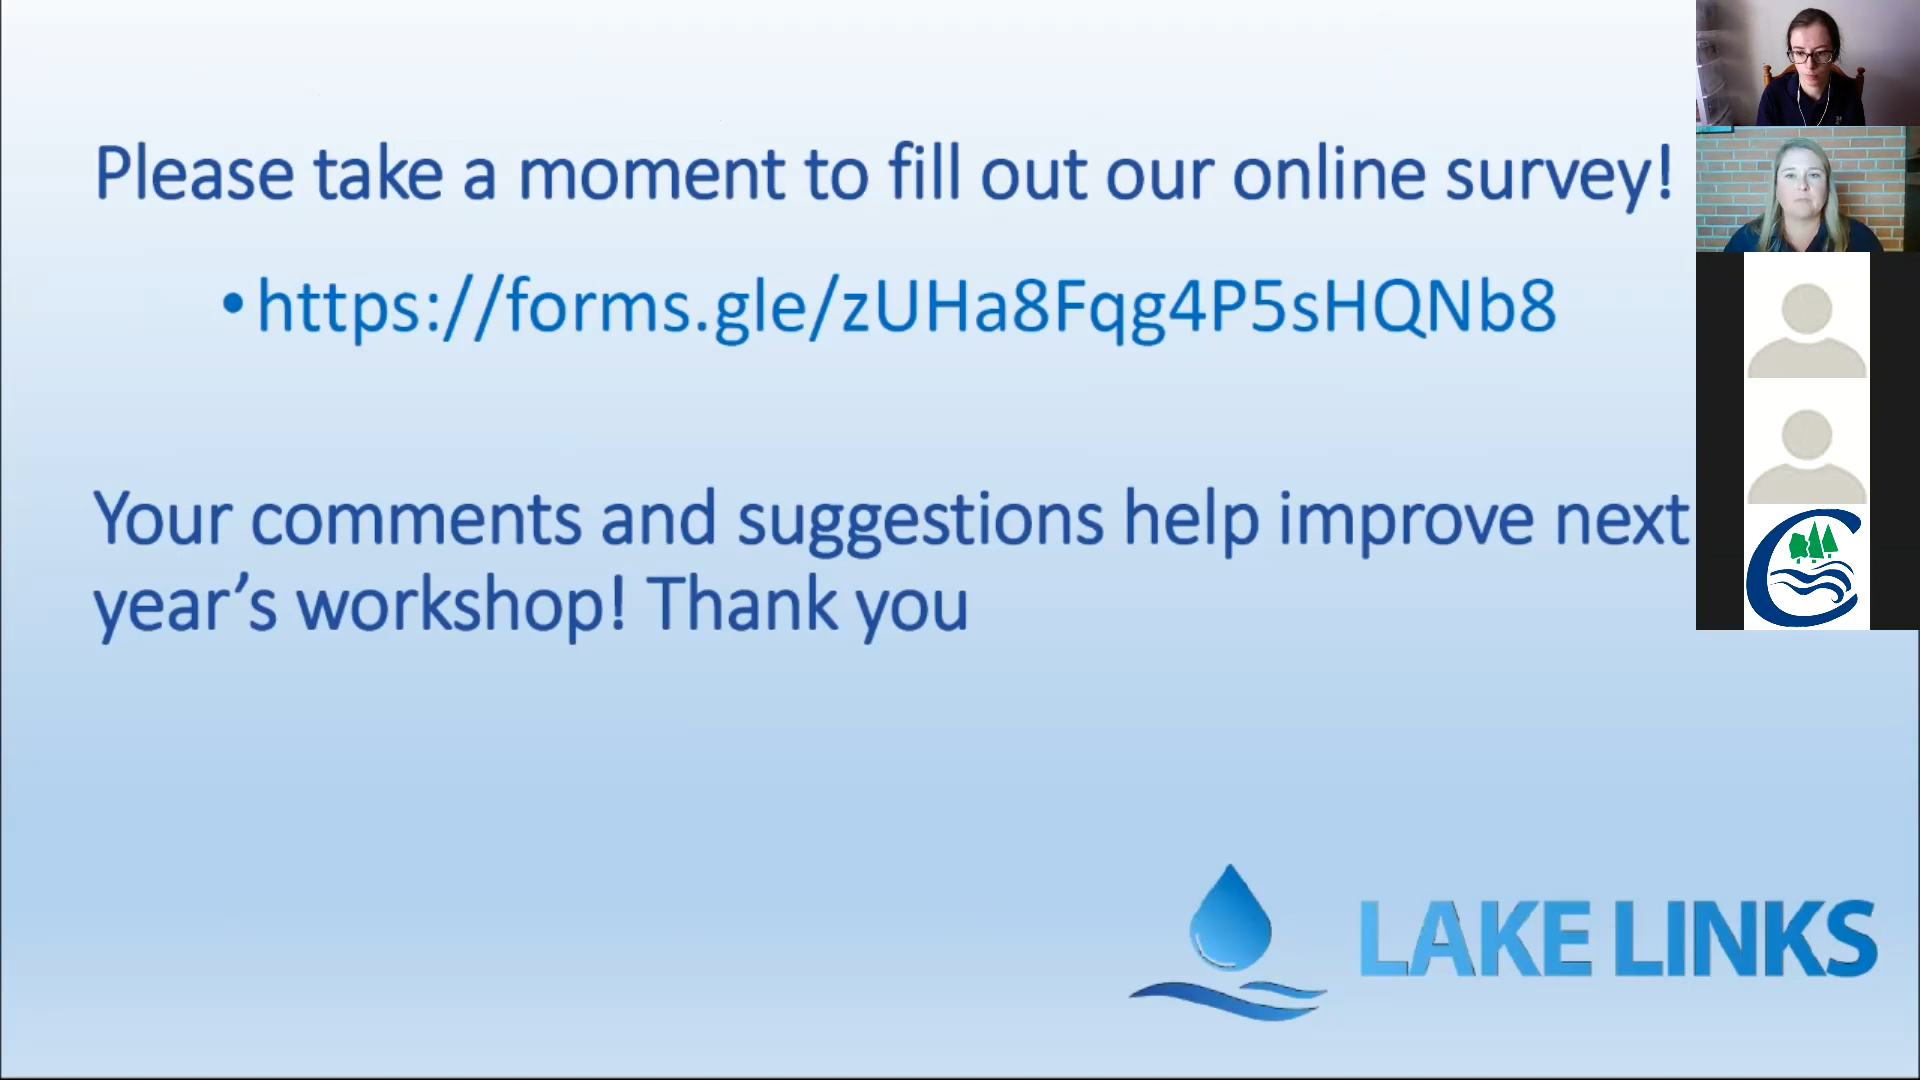 Please take a moment to fill out our online survey!
•https://forms.gle/zUHa8Fqg4P5sHQNb8
Your comments and suggestions help improve next
year’s workshop! Thank you
LAKE LINKS